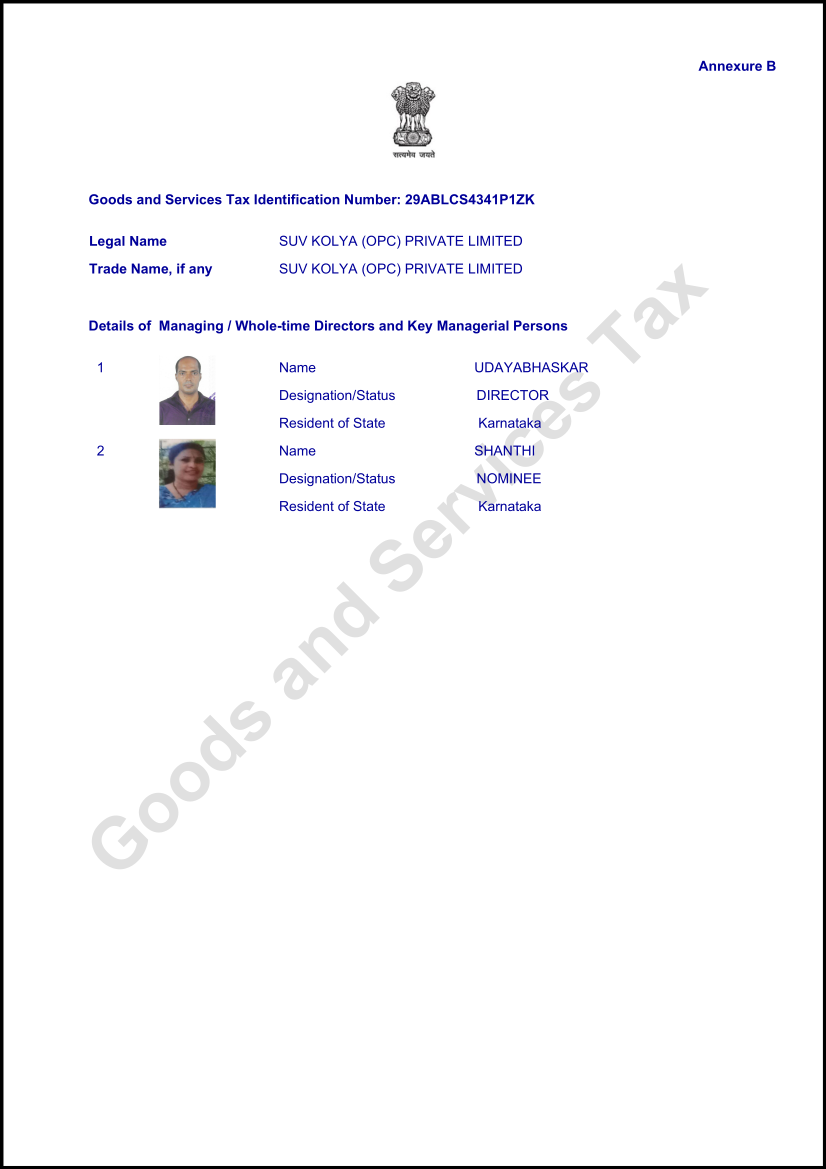 Annexure B
सत्यमेव जयते
Goods and Services Tax Identification Number: 29ABLCS4341P1ZK
Legal Name SUV KOLYA (OPC) PRIVATE LIMITED
Trade Name, if any SUV KOLYA (OPC) PRIVATE LIMITED
Details of Managing / Whole-time Directors and Key Managerial Persons
1 Name UDAYABHASKAR
Designation/Status DIRECTOR
Resident of State Karnataka
2 Name SHANTHI
Designation/Status NOMINEE
Resident of State Karnataka
Goods and Services Tax